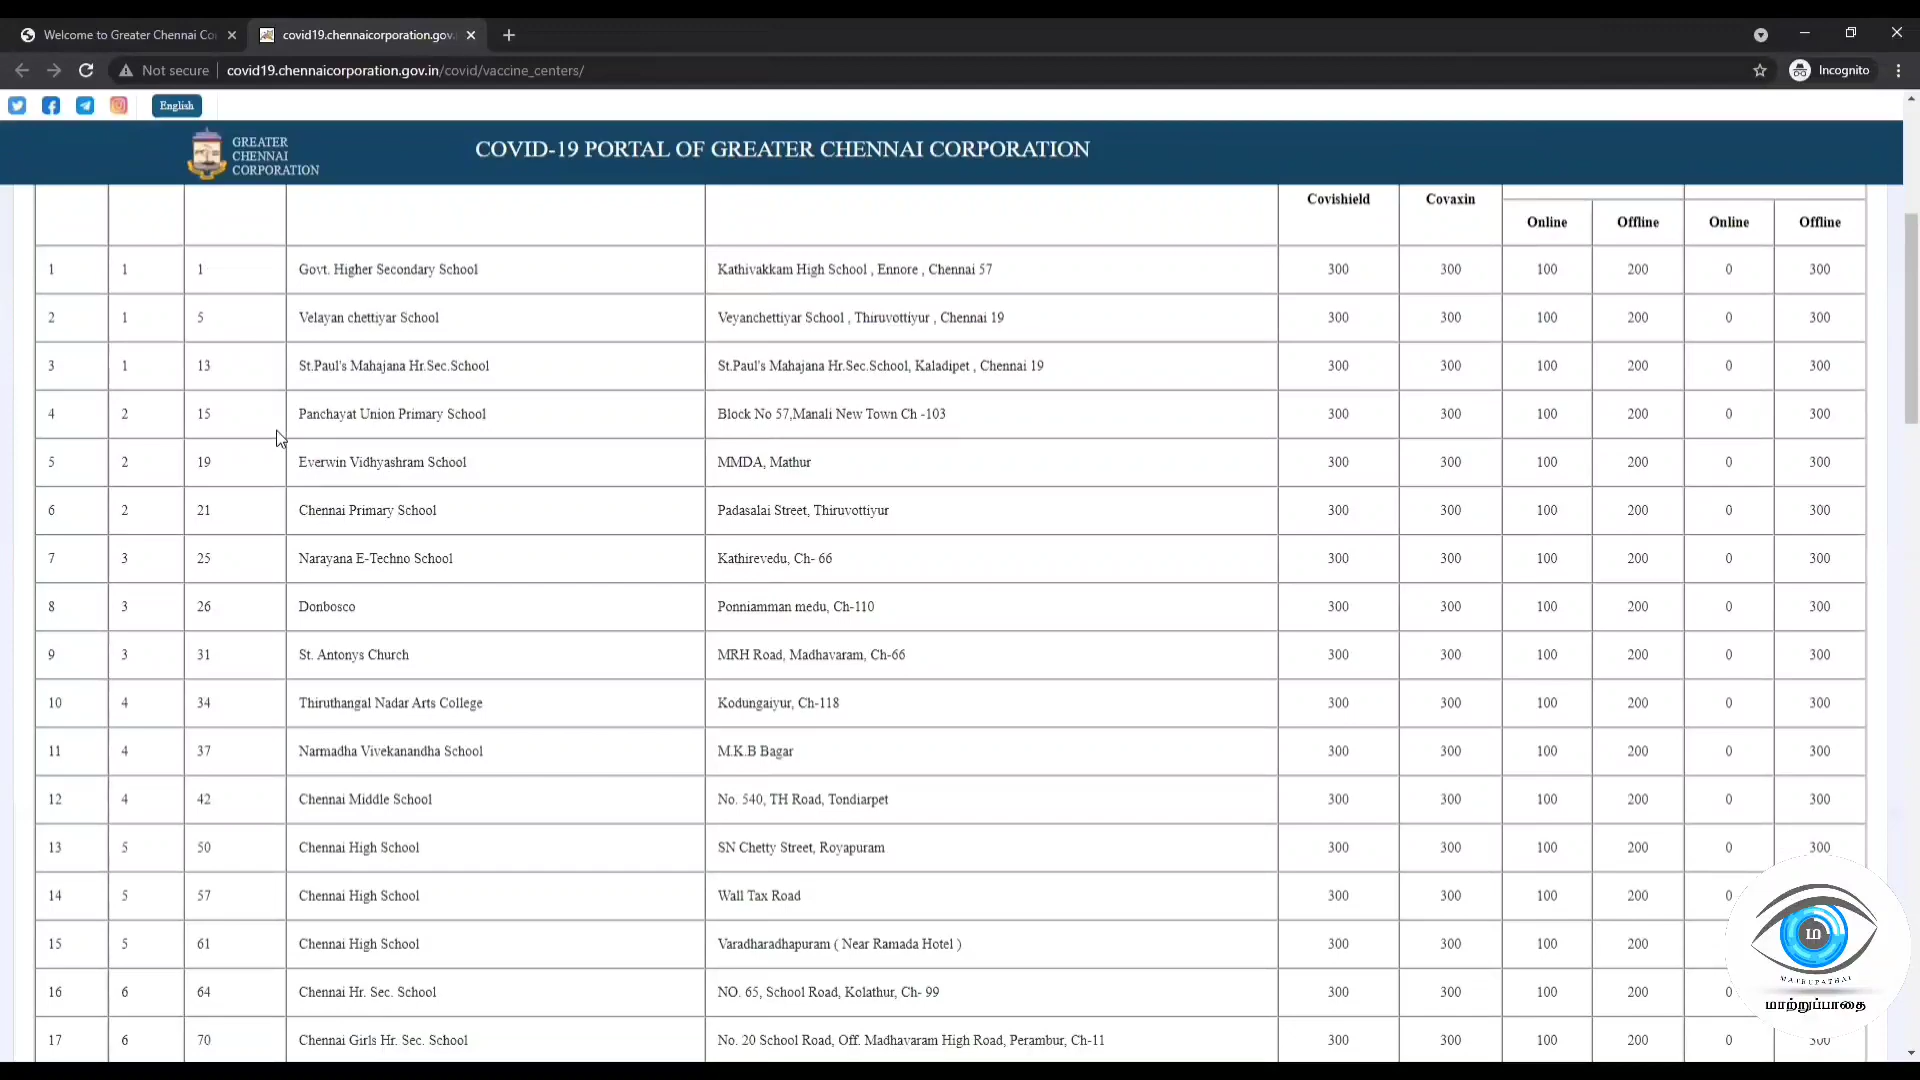 Welcome to Greater Chennai Co
covid19.chennaicorporation.gov.
Not secure
covid19.chennaicorporation.gov.in/covid/vaccine_centers/
Incognito
English
GREATER
CHENNAI
CORPORATION
COVID-19 PORTAL OF GREATER CHENNAI CORPORATION
Covishield Covaxin
Online Offline Online Offline
1 1 1 Govt. Higher Secondary School Kathivakkam High School , Ennore , Chennai 57 300 300 100 200 0 300
2 1 5 Velayan chettiyar School Veyanchettiyar School , Thiruvottiyur , Chennai 19 300 300 100 200 0 300
3 1 13 St.Paul's Mahajana Hr.Sec.School St.Paul's Mahajana Hr.Sec.School, Kaladipet , Chennai 19 300 300 100 200 0 300
4 2 15 Panchayat Union Primary School Block No 57,Manali New Town Ch -103 300 300 100 200 0 300
5 2 19 Everwin Vidhyashram School MMDA, Mathur 300 300 100 200 0 300
6 2 21 Chennai Primary School Padasalai Street, Thiruvottiyur 300 300 100 200 0 300
7 3 25 Narayana E-Techno School Kathirevedu, Ch- 66 300 300 100 200 0 300
8 3 26 Donbosco Ponniamman medu, Ch-110 300 300 100 200 0 300
9 3 31 St. Antonys Church MRH Road, Madhavaram, Ch-66 300 300 100 200 0 300
10 4 34 Thiruthangal Nadar Arts College Kodungaiyur, Ch-118 300 300 100 200 0 300
11 4 37 Narmadha Vivekanandha School M.K.B Bagar 300 300 100 200 0 300
12 4 42 Chennai Middle School No. 540, TH Road, Tondiarpet 300 300 100 200 0 300
13 5 50 Chennai High School SN Chetty Street, Royapuram 300 300 100 200 0 300
14 5 57 Chennai High School Wall Tax Road 300 300 100 200 0
15 5 61 Chennai High School Varadharadhapuram ( Near Ramada Hotel ) 300 300 100 200
16 6 64 Chennai Hr. Sec. School NO. 65, School Road, Kolathur, Ch- 99 300 300 100 200 0
17 6 70 Chennai Girls Hr. Sec. School No. 20 School Road, Off. Madhavaram High Road, Perambur, Ch-11 300 300 100 200 0 300
மா
MATRUPATHAI
மாற்றுப்பாதை